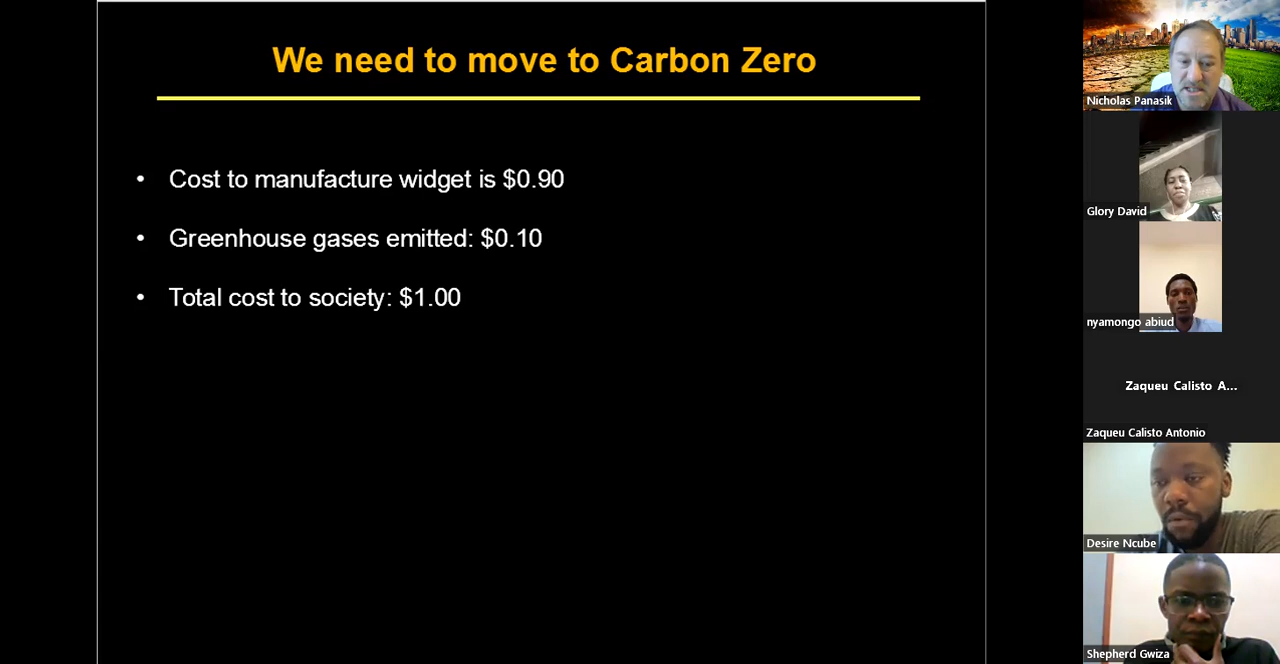 We need to move to Carbon Zero
• Cost to manufacture widget is $0.90
• Greenhouse gases emitted: $0.10
• Total cost to society: $1.00
Nicholas Panasik
Glory David
nyamongo abiud
Zaqueu Calisto A...
Zaqueu Calisto Antonio
Desire Ncube
Shepherd Gwiza